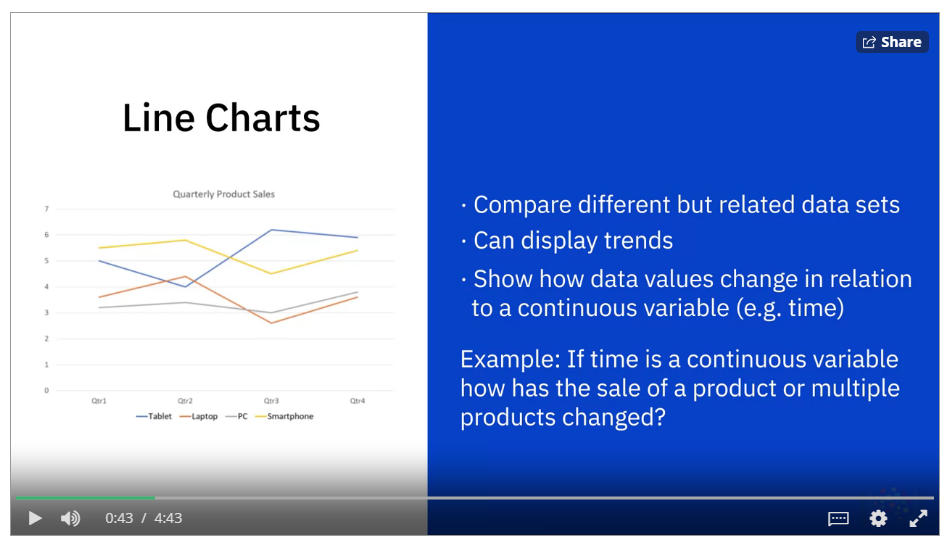 Share
Line Charts
Quarterly Product Sales
7
6
5
4
3
2
1
0
Qtr1 Qtr2 Qtr3 Qtr4
Tablet Laptop PC Smartphone
· Compare different but related data sets
· Can display trends
· Show how data values change in relation
to a continuous variable (e.g. time)
Example: If time is a continuous variable
how has the sale of a product or multiple
products changed?
0:43 / 4:43